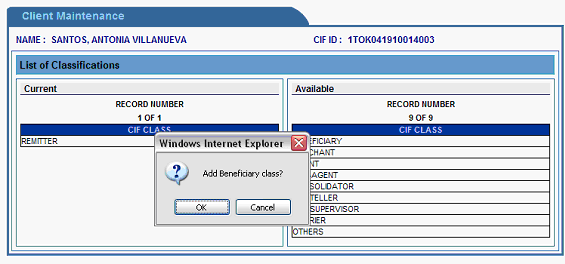 Client Maintenance
NAME : SANTOS, ANTONIA VILLANUEVA CIF ID : 1TOK041910014003
List of Classifications
Current
RECORD NUMBER
1 OF 1
CIF CLASS
REMITTER
Available
RECORD NUMBER
9 OF 9
CIF CLASS
OTHERS
Windows Internet Explorer
Add Beneficiary class?
OK Cancel